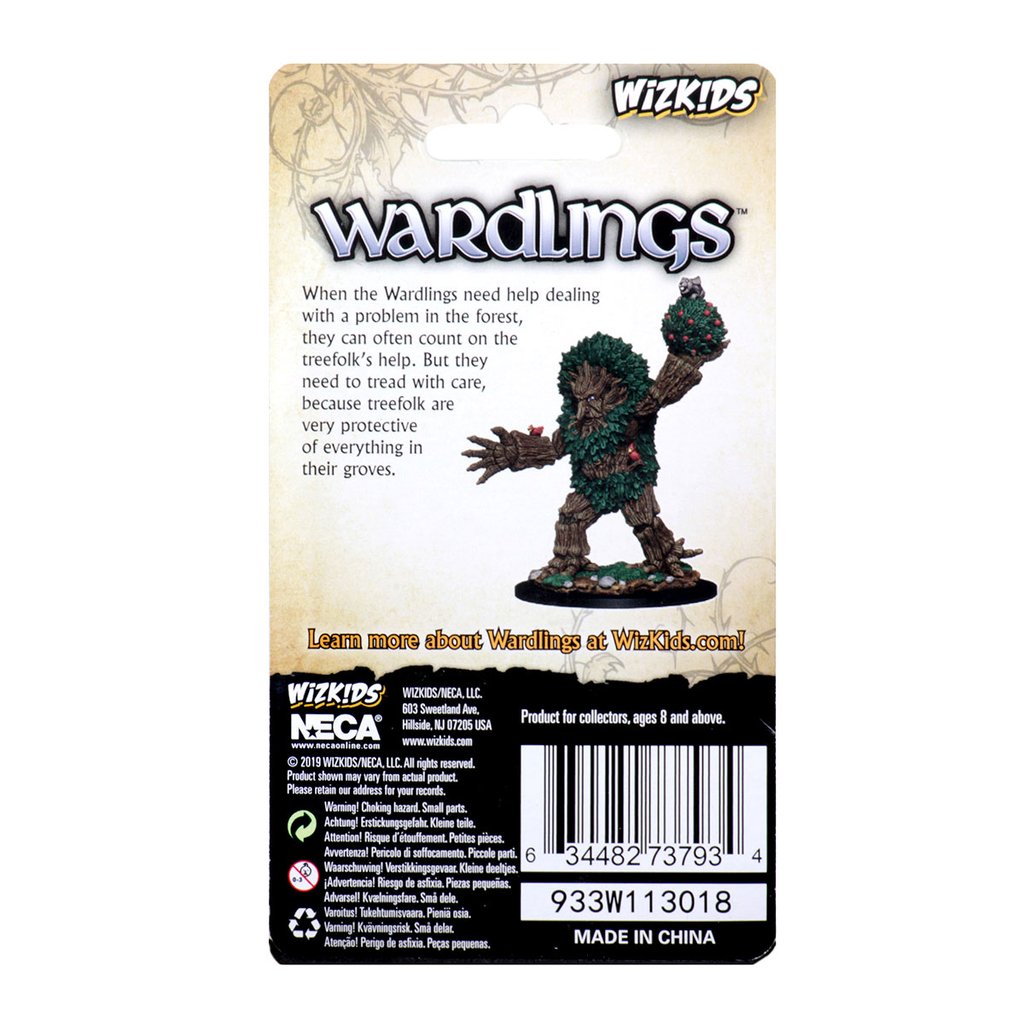 WIZK!DS
WARDLINGS™
When the Wardlings need help dealing
with a problem in the forest,
they can often count on the
treefolk's help. But they
need to tread with care,
because treefolk are
very protective
of everything in
their groves.
Learn more about Wardlings at WizKids.com!
WIZK!DS
NECA®
www.necaonline.com
WIZKIDS/NECA, LLC.
603 Sweetland Ave,
Hillside, NJ 07205 USA
www.wizkids.com
© 2019 WIZKIDS/NECA, LLC. All rights reserved.
Product shown may vary from actual product.
Please retain our address for your records.
Warning! Choking hazard. Small parts.
Achtung! Erstickungsgefahr. Kleine teile.
Attention! Risque d'étouffement. Petites pièces.
Avvertenza! Pericolo di soffocamento. Piccole parti.
Waarschuwing! Verstikkingsgevaar. Kleine deeltjes.
¡Advertencia! Riesgo de asfixia. Piezas pequeñas.
Advarsel! Kvælningsfare. Små dele.
Varoitus! Tukehtumisvaara. Pieniä osia.
Varning! Kvävningsrisk. Små delar.
Atenção! Perigo de asfixia. Peças pequenas.
0-3
Product for collectors, ages 8 and above.
6 34482 73793 4
933W113018
MADE IN CHINA